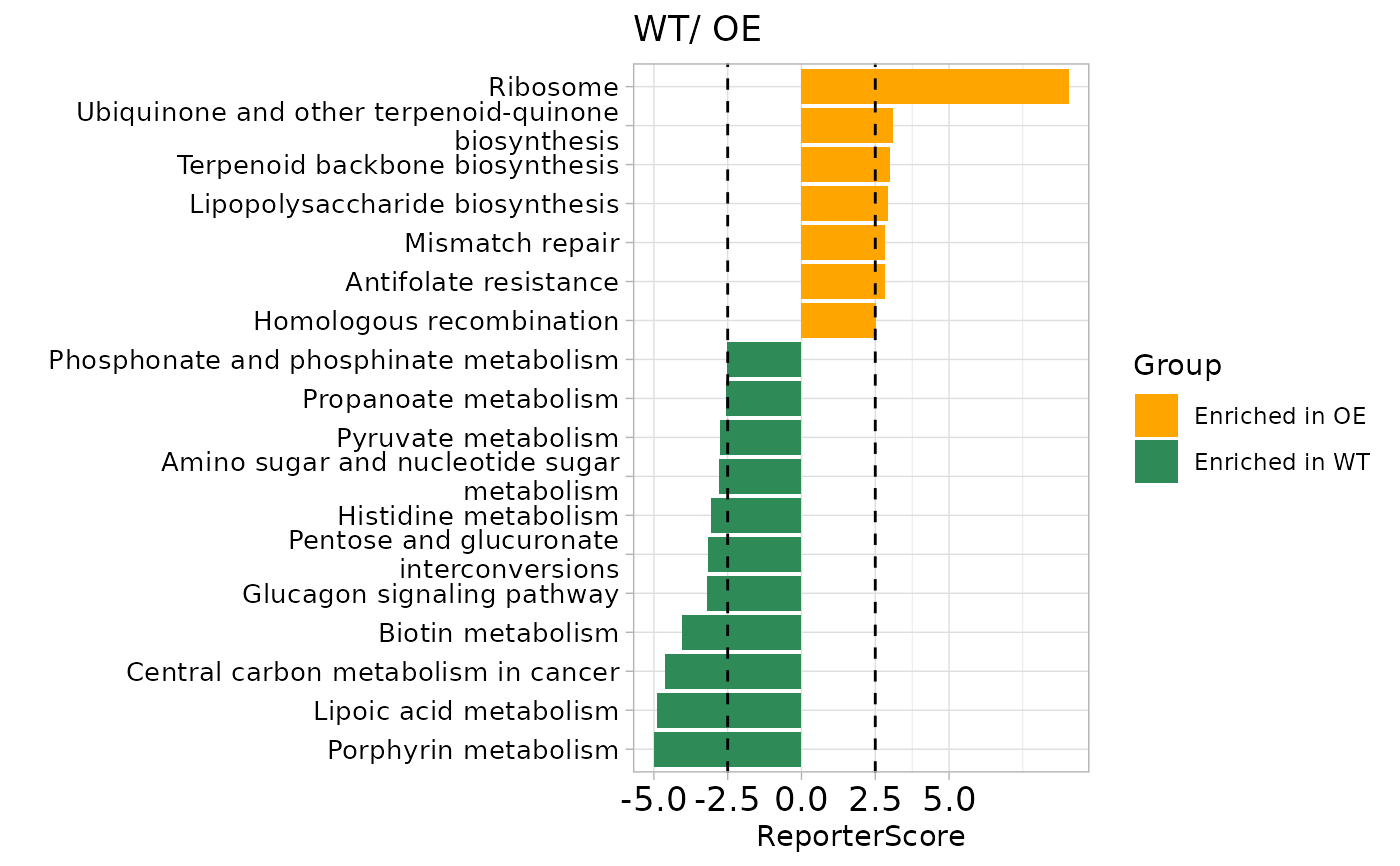 WT/ OE
Ribosome
Ubiquinone and other terpenoid-quinone
biosynthesis
Terpenoid backbone biosynthesis
Lipopolysaccharide biosynthesis
Mismatch repair
Antifolate resistance
Homologous recombination
Phosphonate and phosphinate metabolism
Propanoate metabolism
Pyruvate metabolism
Amino sugar and nucleotide sugar
metabolism
Histidine metabolism
Pentose and glucuronate
interconversions
Glucagon signaling pathway
Biotin metabolism
Central carbon metabolism in cancer
Lipoic acid metabolism
Porphyrin metabolism
-5.0 -2.5 0.0 2.5 5.0
ReporterScore
Group
Enriched in OE
Enriched in WT